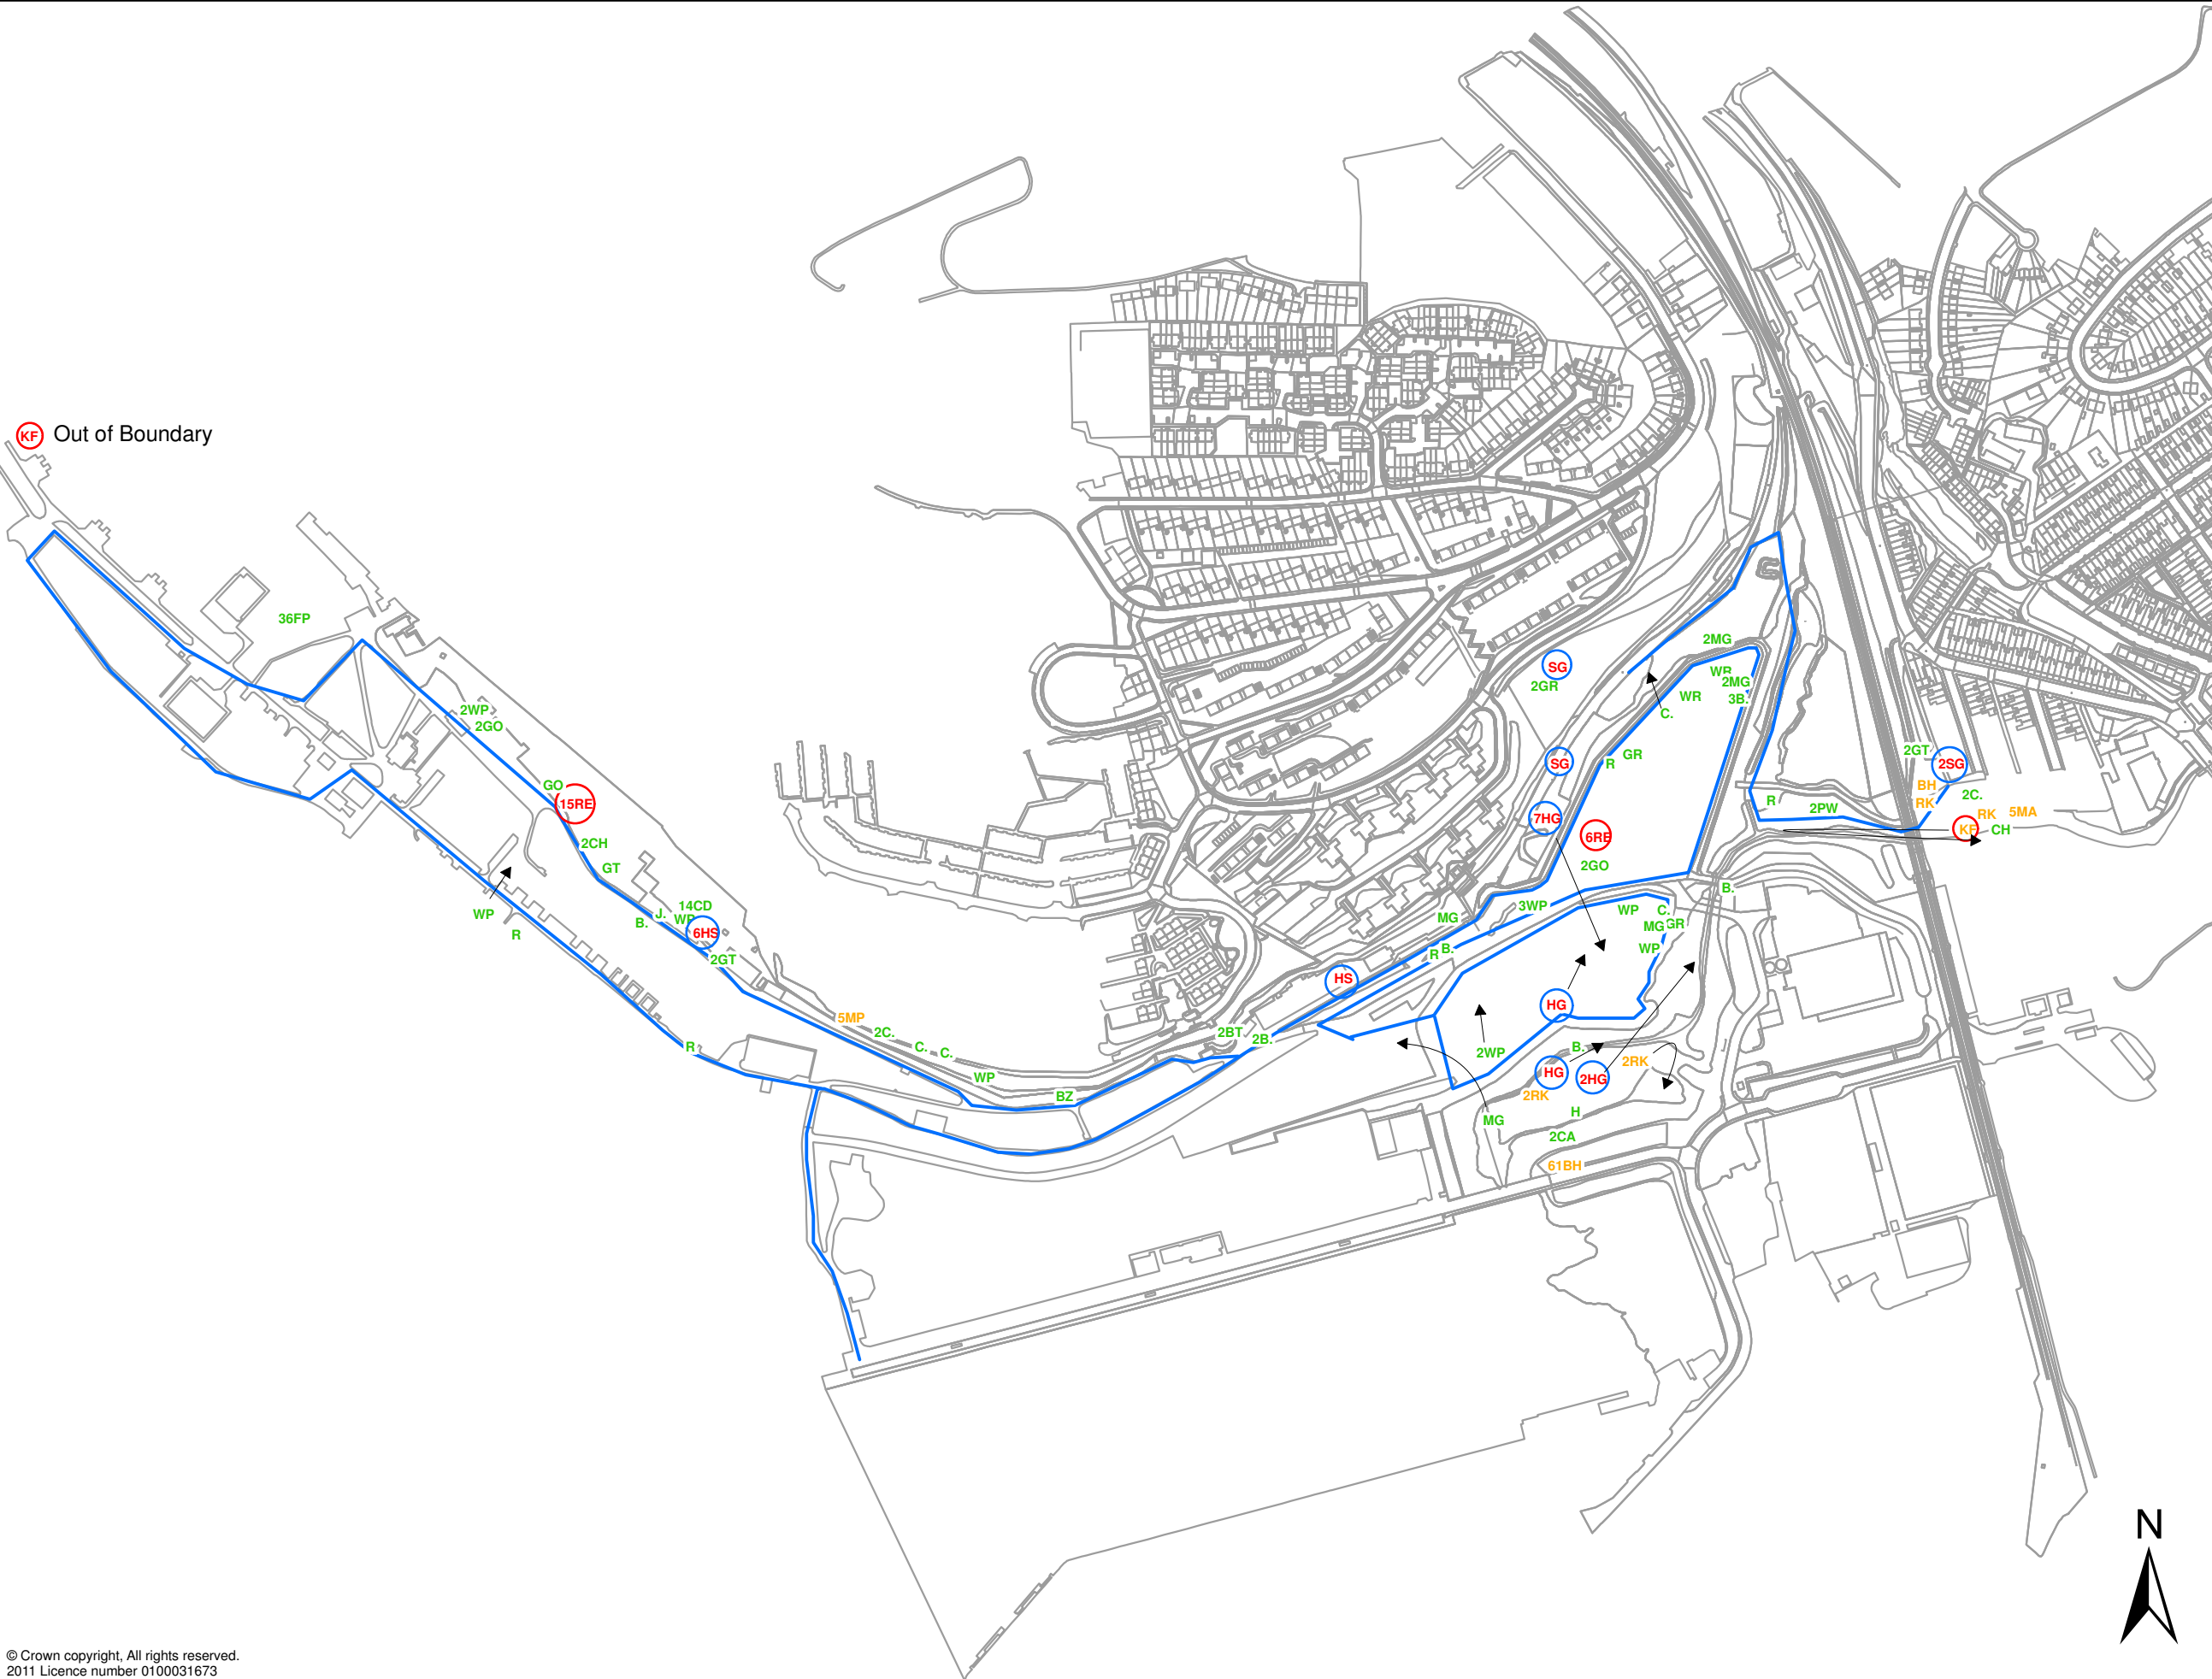 KF Out of Boundary
36FP
2MG
SG
WR
2GR
2MG
WR
3B.
2WP
C.
2GO
2GT
GR
SG
R
2SG
GO
BH
2C.
15RE
R
RK
2PW
RK
5MA
7HG
KF
CH
6RE
2CH
2GO
GT
B.
14CD
3WP
WP
C.
WP
J.
MG
WP
B.
MG
GR
R
6HS
R B.
WP
2GT
HS
HG
5MP
2C.
2BT
2B.
R
C.
C.
2WP
B.
2RK
WP
HG
2HG
BZ
2RK
MG
H
2CA
61BH
N
© Crown copyright, All rights reserved.
2011 Licence number 0100031673